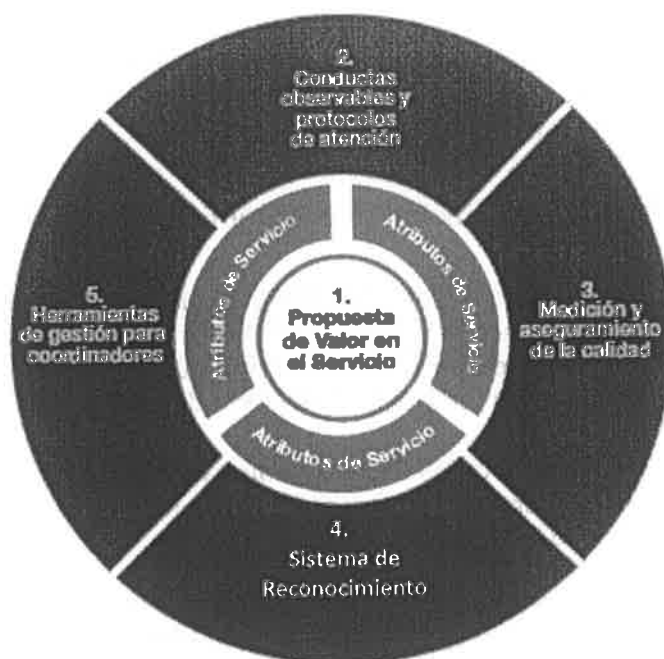 2.
Conductas
observables y
protocolos
de atención
Atributos de Servicio
Atributos de Servicio
1.
Propuesta
de Valor en
el Servicio
5.
Herramientas
de gestión para
coordinadores
3.
Medición y
aseguramiento
de la calidad
Atributos de Servicio
4.
Sistema de
Reconocimiento